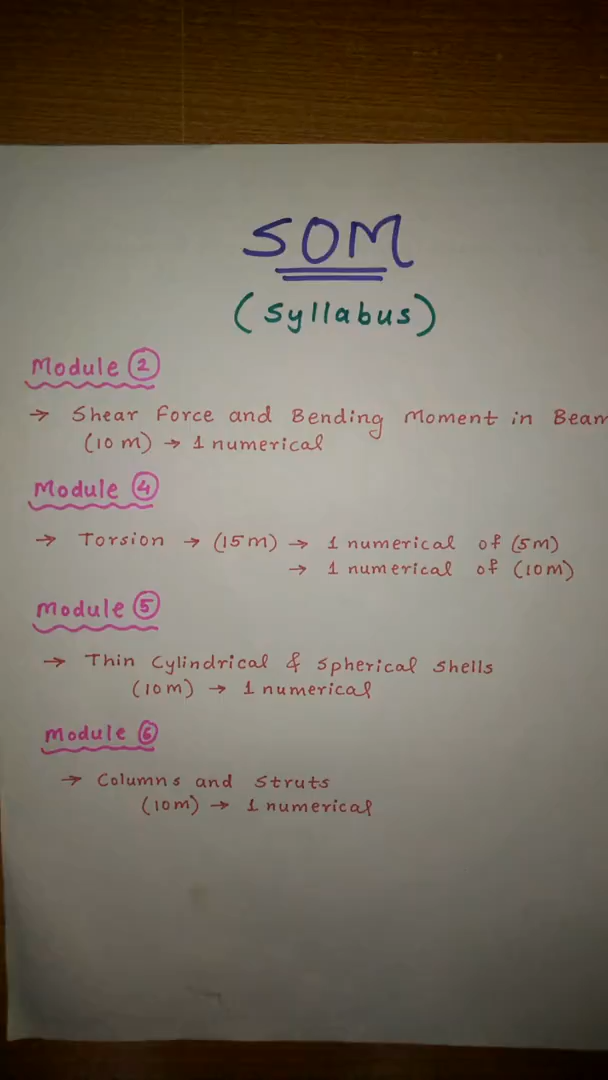 SOM
(Syllabus)
Module 2
→ Shear Force and Bending Moment in Beam
(10 m) → 1 numerical
Module 4
→ Torsion → (15m) → 1 numerical of (5m)
→ 1 numerical of (10m)
Module 5
→ Thin Cylindrical & Spherical Shells
(10m) → 1 numerical
Module 6
→ Columns and Struts
(10m) → 1 numerical